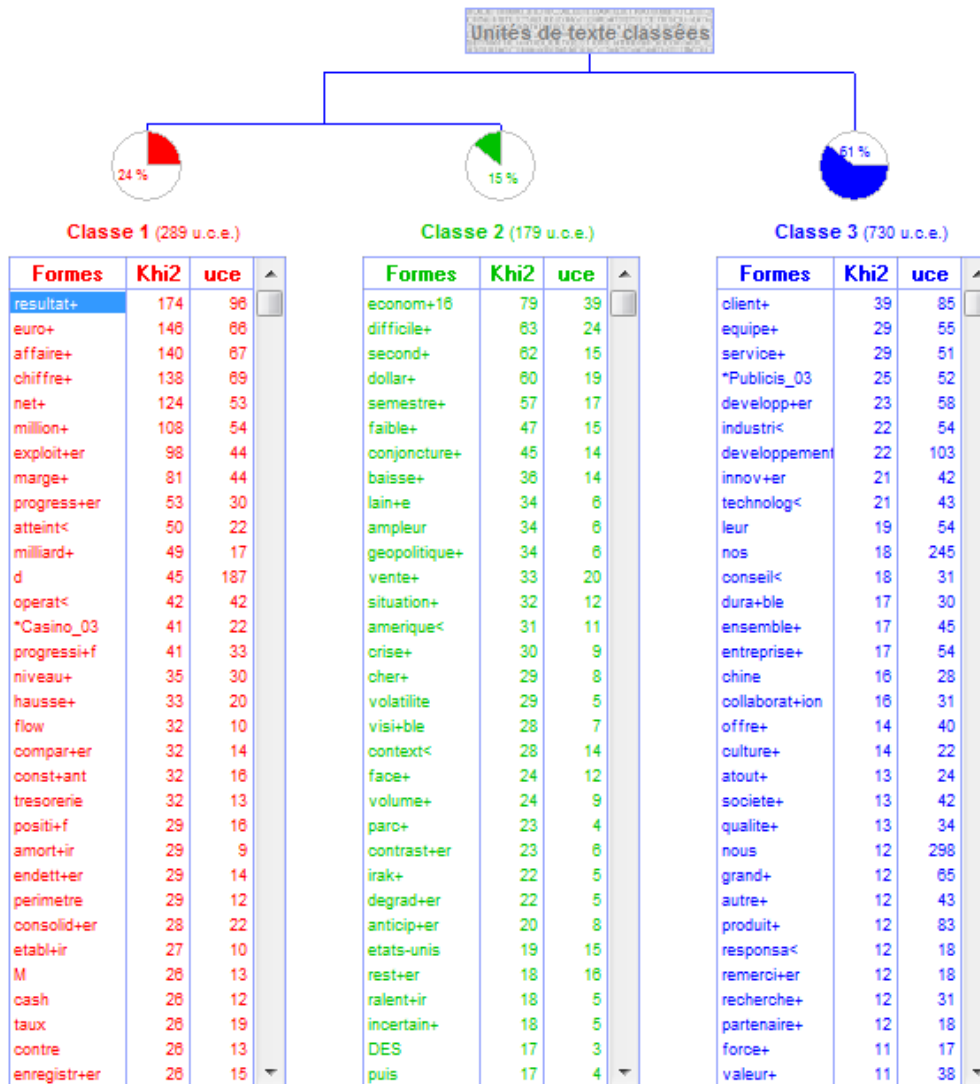 Unités de texte classées
24 %
15 %
61 %
Classe 1 (289 u.c.e.)
Formes Khi2 uce
resultat+ 174 96
euro+ 146 66
affaire+ 140 67
chiffre+ 138 69
net+ 124 53
million+ 108 54
exploit+er 98 44
marge+ 81 44
progress+er 53 30
atteint< 50 22
milliard+ 49 17
d 45 187
operat< 42 42
*Casino_03 41 22
progressi+f 41 33
niveau+ 35 30
hausse+ 33 20
flow 32 10
compar+er 32 14
const+ant 32 16
tresorerie 32 13
positi+f 29 16
amort+ir 29 9
endett+er 29 14
perimetre 29 12
consolid+er 28 22
etabl+ir 27 10
M 26 13
cash 26 12
taux 26 19
contre 26 13
enregistr+er 26 15
Classe 2 (179 u.c.e.)
Formes Khi2 uce
econom+16 79 39
difficile+ 63 24
second+ 62 15
dollar+ 60 19
semestre+ 57 17
faible+ 47 15
conjoncture+ 45 14
baisse+ 36 14
lain+e 34 6
ampleur 34 6
geopolitique+ 34 6
vente+ 33 20
situation+ 32 12
amerique< 31 11
crise+ 30 9
cher+ 29 8
volatilite 29 5
visi+ble 28 7
context< 28 14
face+ 24 12
volume+ 24 9
parc+ 23 4
contrast+er 23 6
irak+ 22 5
degrad+er 22 5
anticip+er 20 8
etats-unis 19 15
rest+er 18 16
ralent+ir 18 5
incertain+ 18 5
DES 17 3
puis 17 4
Classe 3 (730 u.c.e.)
Formes Khi2 uce
client+ 39 85
equipe+ 29 55
service+ 29 51
*Publicis_03 25 52
developp+er 23 58
industri< 22 54
developpement 22 103
innov+er 21 42
technolog< 21 43
leur 19 54
nos 18 245
conseil< 18 31
dura+ble 17 30
ensemble+ 17 45
entreprise+ 17 54
chine 16 28
collaborat+ion 16 31
offre+ 14 40
culture+ 14 22
atout+ 13 24
societe+ 13 42
qualite+ 13 34
nous 12 298
grand+ 12 65
autre+ 12 43
produit+ 12 83
responsa< 12 18
remerci+er 12 18
recherche+ 12 31
partenaire+ 12 18
force+ 11 17
valeur+ 11 38